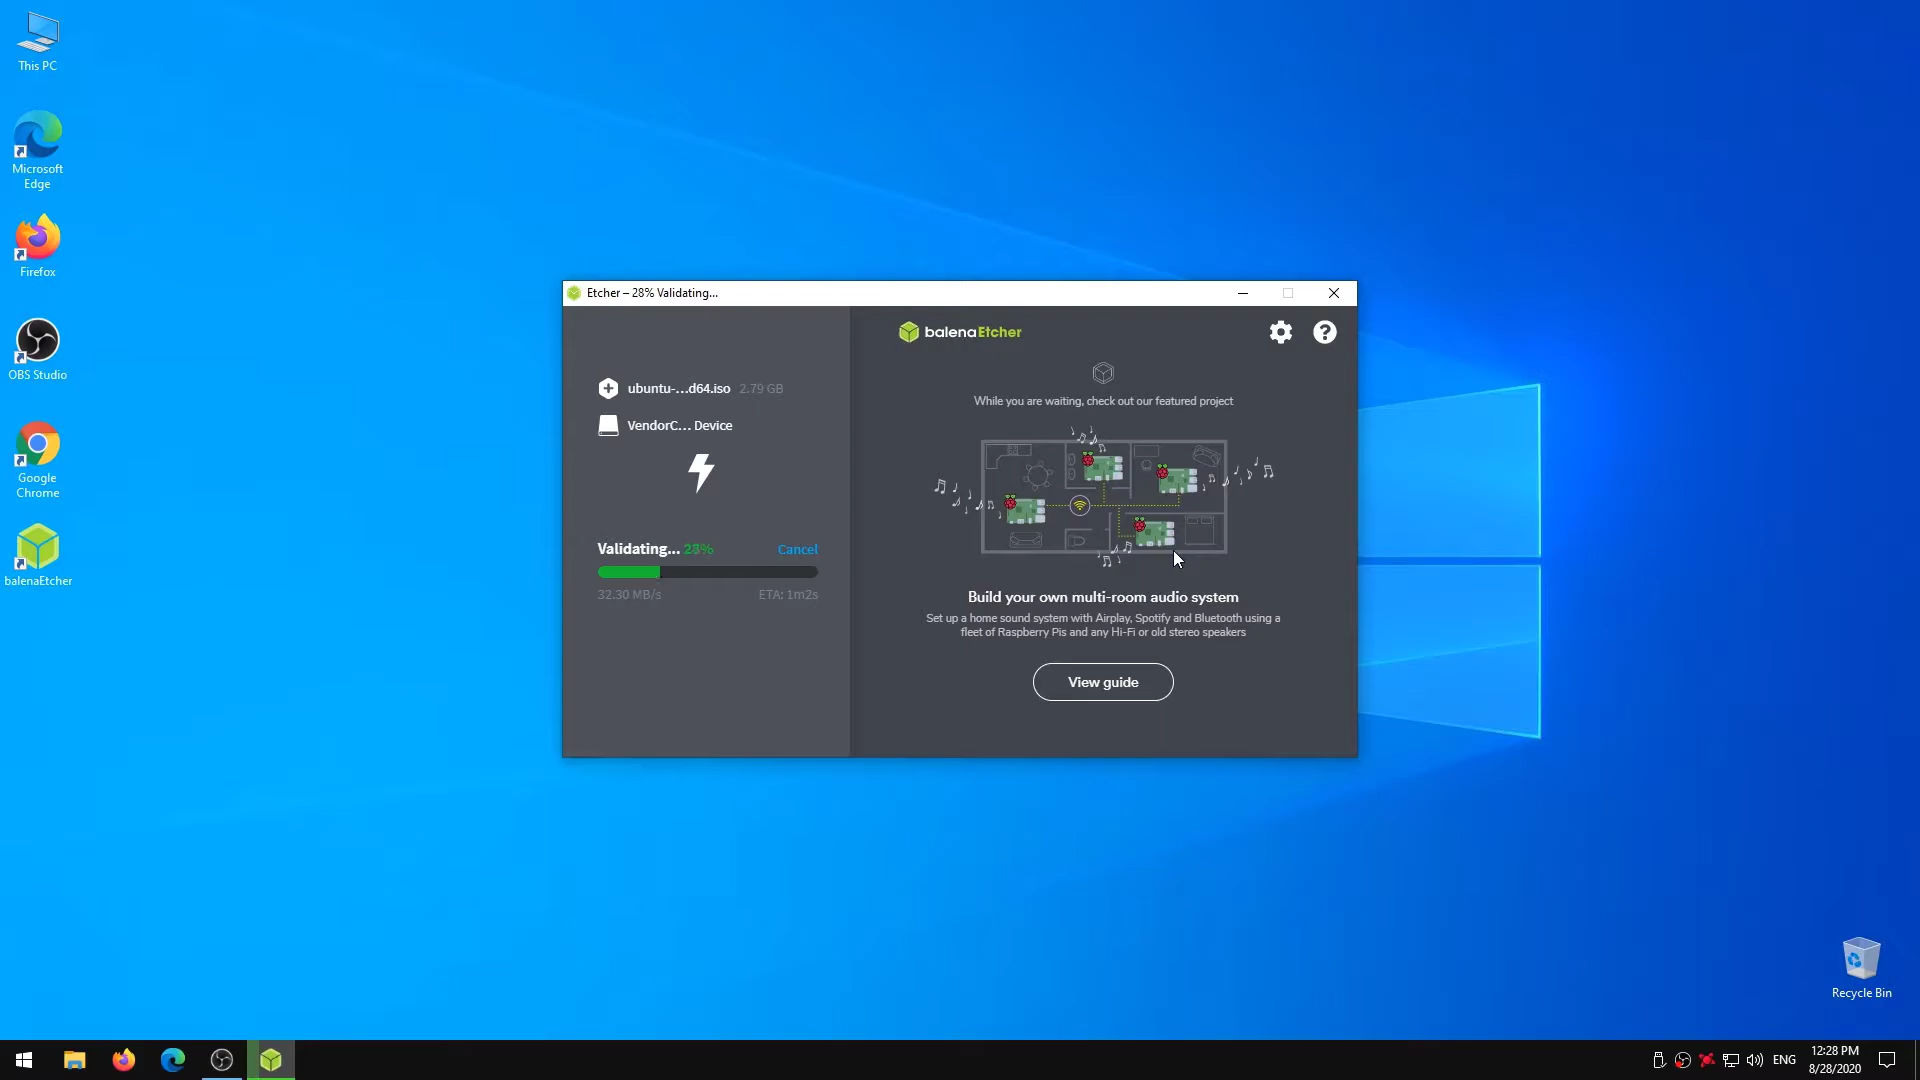 This PC
Microsoft
Edge
Firefox
OBS Studio
Google
Chrome
balenaEtcher
Etcher – 28% Validating...
balenaEtcher
ubuntu-...d64.iso 2.79 GB
VendorC... Device
Validating... 28% Cancel
32.30 MB/s ETA: 1m2s
While you are waiting, check out our featured project
Build your own multi-room audio system
Set up a home sound system with Airplay, Spotify and Bluetooth using a
fleet of Raspberry Pis and any Hi-Fi or old stereo speakers
View guide
Recycle Bin
ENG
12:28 PM
8/28/2020